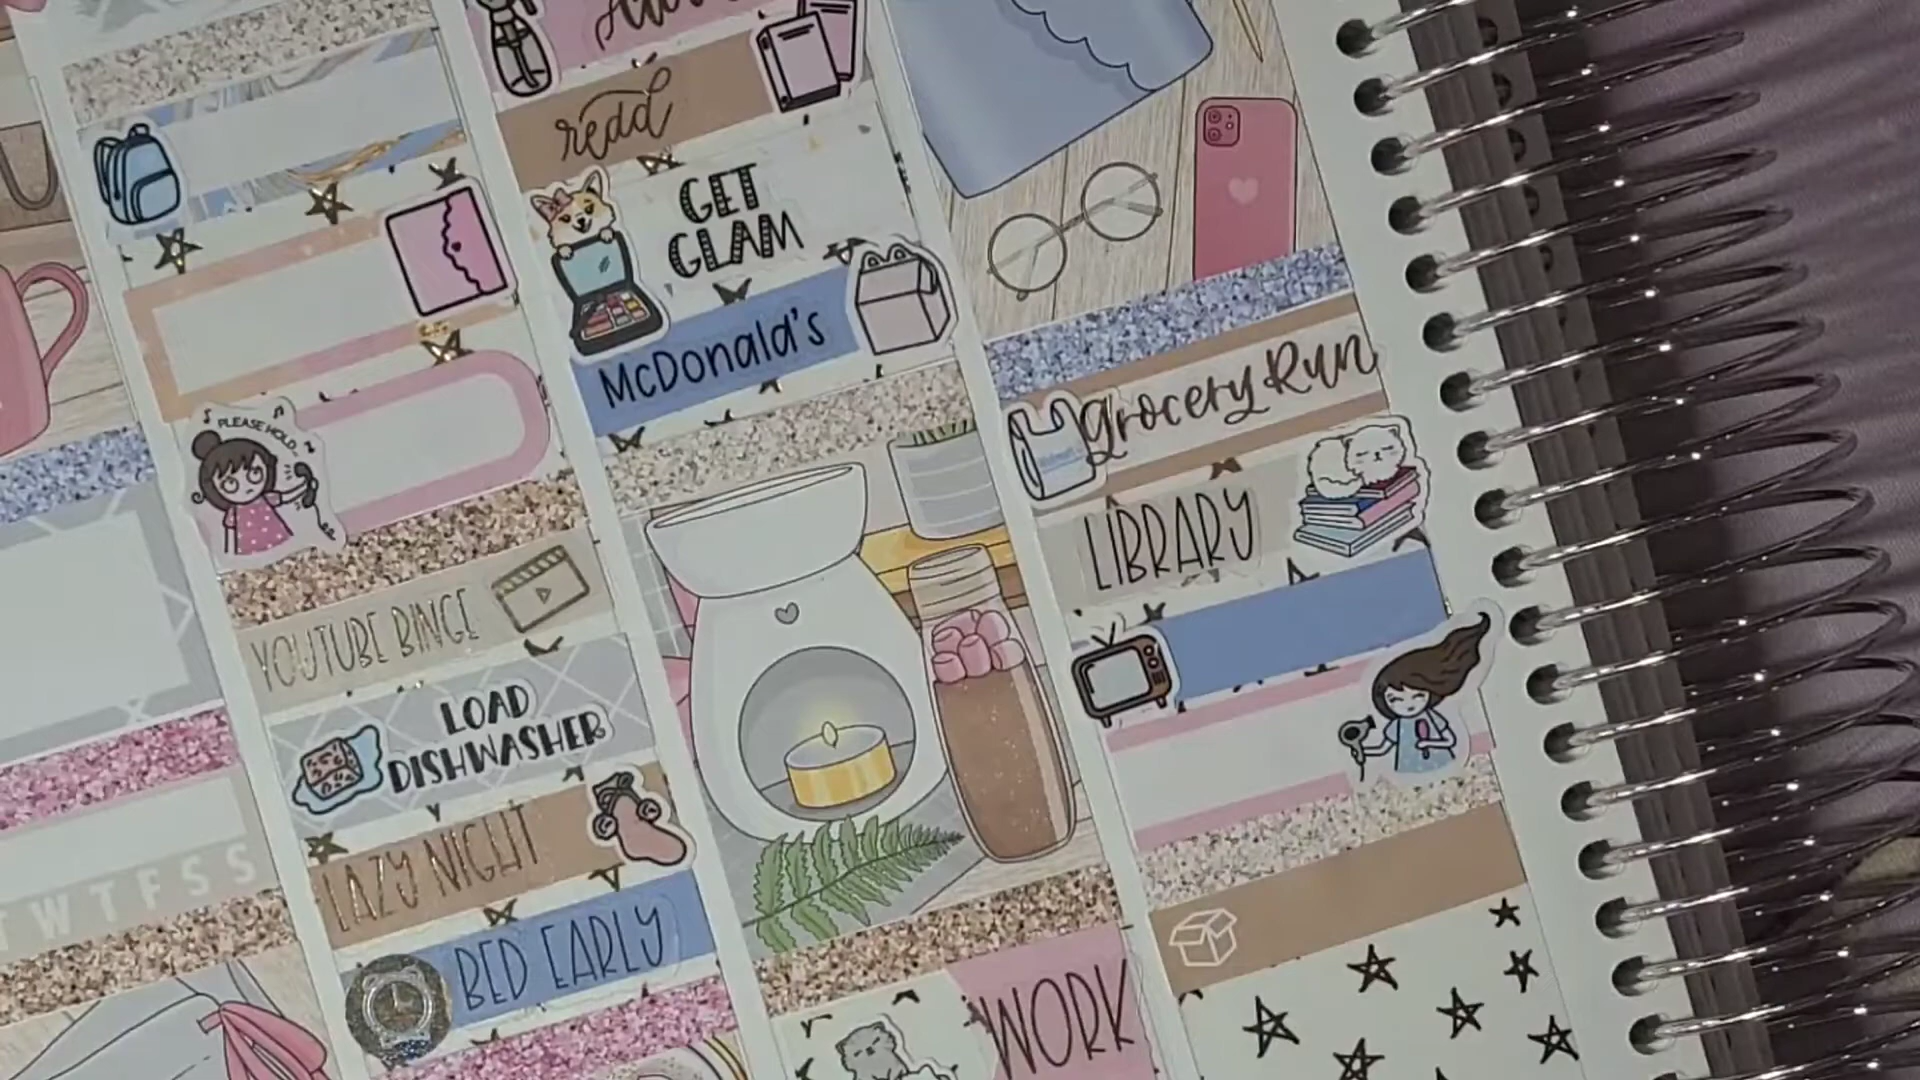 read
GET
GLAM
McDonald's
PLEASE HOLD
YOUTUBE BINGE
LOAD
DISHWASHER
LAZY NIGHT
BED EARLY
T W T F S S
Grocery Run
LIBRARY
WORK